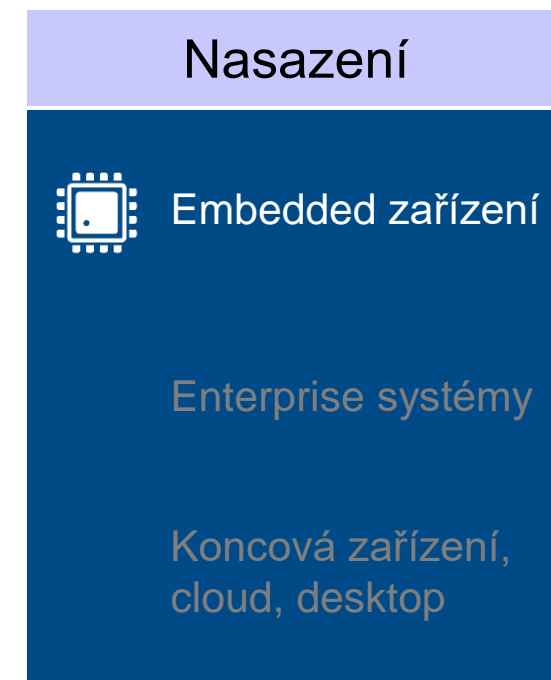 Nasazení
Embedded zařízení
Enterprise systémy
Koncová zařízení,
cloud, desktop